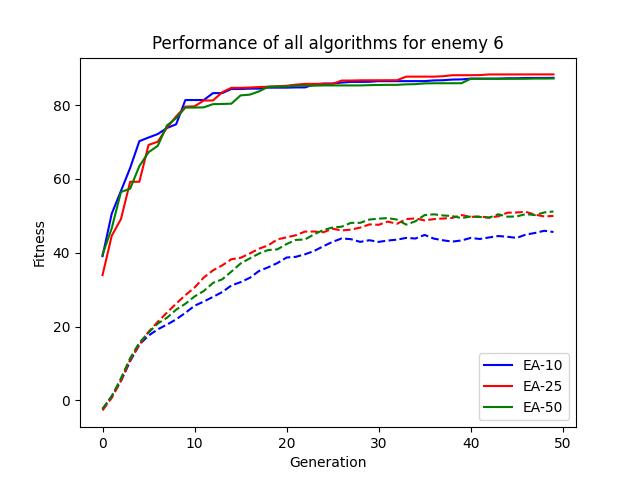 Performance of all algorithms for enemy 6
Fitness
80
60
40
20
0
0 10 20 30 40 50
Generation
EA-10
EA-25
EA-50